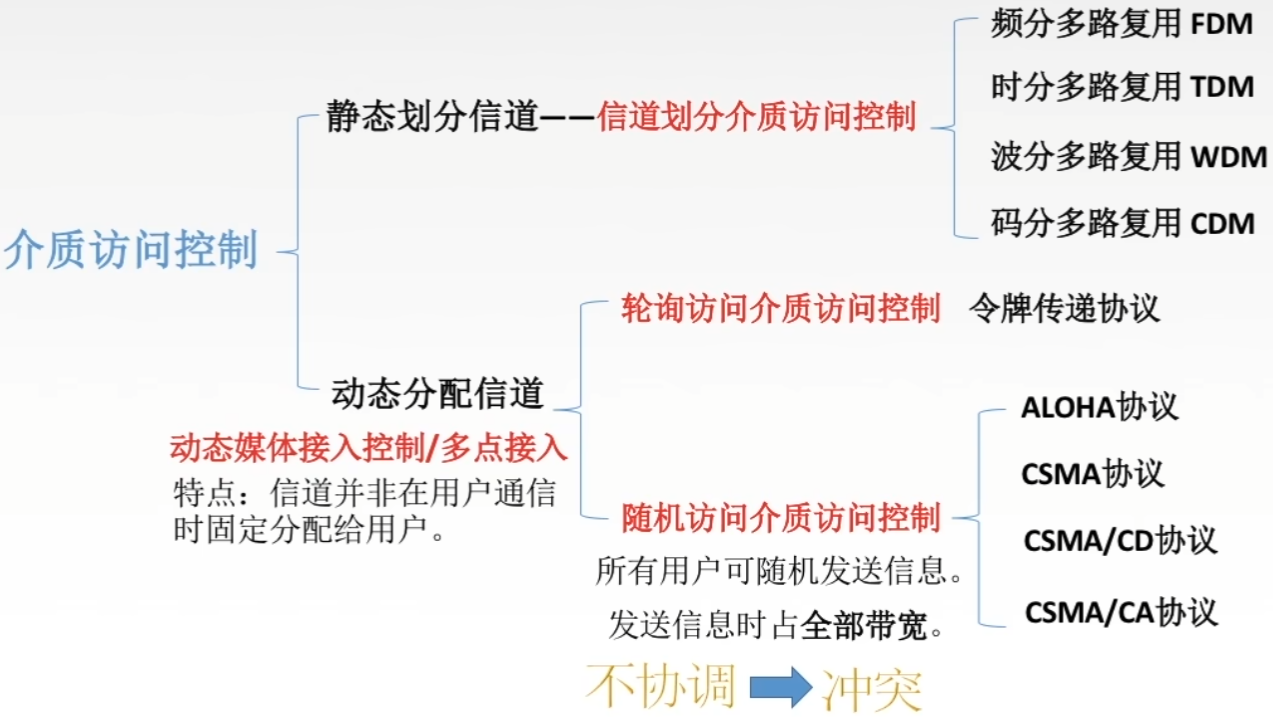 频分多路复用 FDM
时分多路复用 TDM
静态划分信道——信道划分介质访问控制
波分多路复用 WDM
码分多路复用 CDM
介质访问控制
轮询访问介质访问控制 令牌传递协议
动态分配信道
动态媒体接入控制/多点接入
特点：信道并非在用户通信
时固定分配给用户。
ALOHA协议
CSMA协议
随机访问介质访问控制
CSMA/CD协议
所有用户可随机发送信息。
CSMA/CA协议
发送信息时占全部带宽。
不协调 冲突